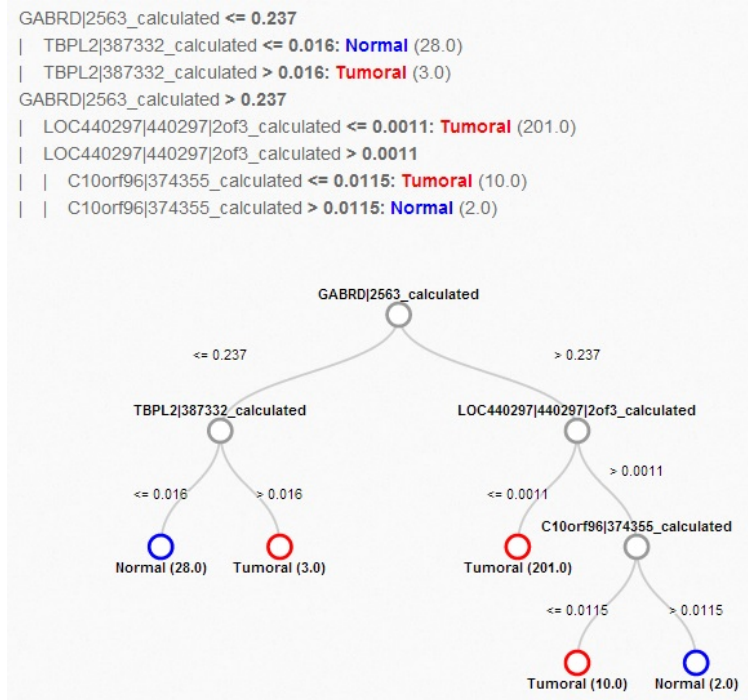 GABRD|2563_calculated <= 0.237
| TBPL2|387332_calculated <= 0.016: Normal (28.0)
| TBPL2|387332_calculated > 0.016: Tumoral (3.0)
GABRD|2563_calculated > 0.237
| LOC440297|440297|2of3_calculated <= 0.0011: Tumoral (201.0)
| LOC440297|440297|2of3_calculated > 0.0011
| | C10orf96|374355_calculated <= 0.0115: Tumoral (10.0)
| | C10orf96|374355_calculated > 0.0115: Normal (2.0)
GABRD|2563_calculated
<= 0.237
> 0.237
TBPL2|387332_calculated
LOC440297|440297|2of3_calculated
> 0.0011
<= 0.016
> 0.016
<= 0.0011
C10orf96|374355_calculated
Normal (28.0)
Tumoral (3.0)
Tumoral (201.0)
<= 0.0115
> 0.0115
Tumoral (10.0)
Normal (2.0)